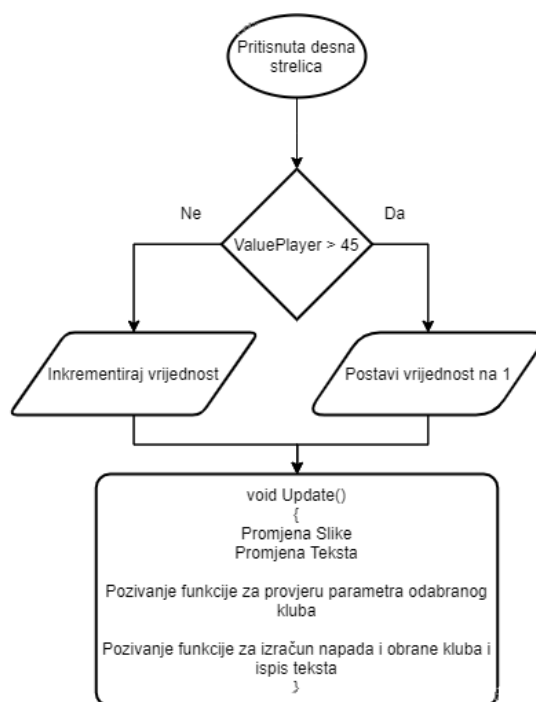 Pritisnuta desna
strelica
Ne
Da
ValuePlayer > 45
Inkrementiraj vrijednost
Postavi vrijednost na 1
void Update()
{
Promjena Slike
Promjena Teksta
Pozivanje funkcije za provjeru parametra odabranog
kluba
Pozivanje funkcije za izračun napada i obrane kluba i
ispis teksta
}